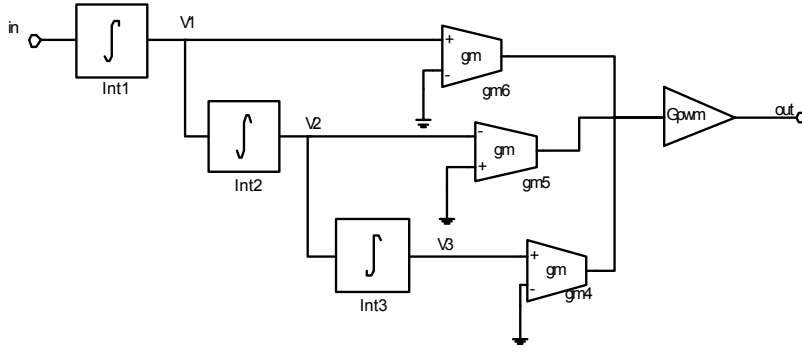 in
V1
Int1
+
gm
-
gm6
V2
Int2
-
gm
+
gm5
Gpwm
out
V3
Int3
+
gm
-
gm4